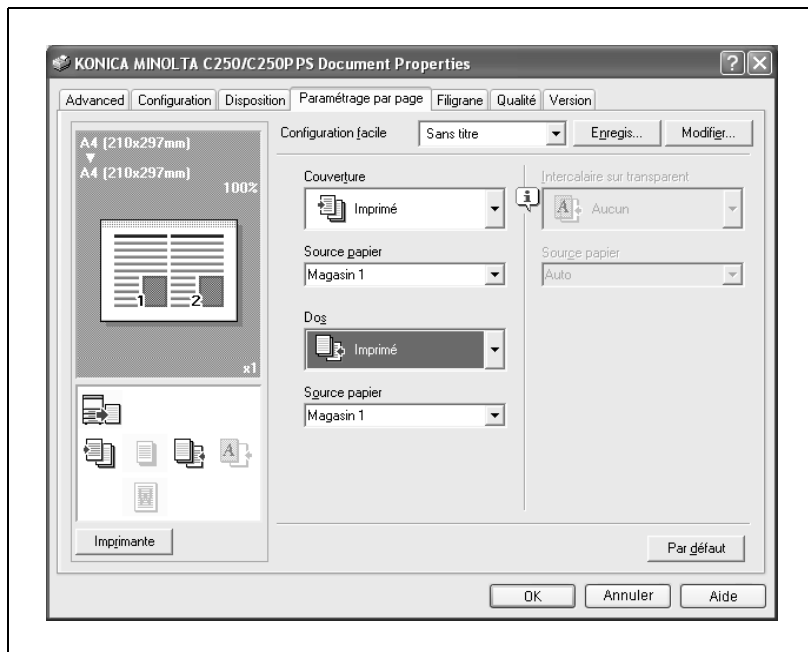 KONICA MINOLTA C250/C250P PS Document Properties
Advanced Configuration Disposition Paramétrage par page Filigrane Qualité Version
A4 (210x297mm)
A4 (210x297mm)
100%
1 2
x1
Imprimante
Configuration facile Sans titre Enregis... Modifier...
Couverture
Imprimé
Source papier
Magasin 1
Dos
Imprimé
Source papier
Magasin 1
Intercalaire sur transparent
A Aucun
Source papier
Auto
A
Par défaut
OK Annuler Aide